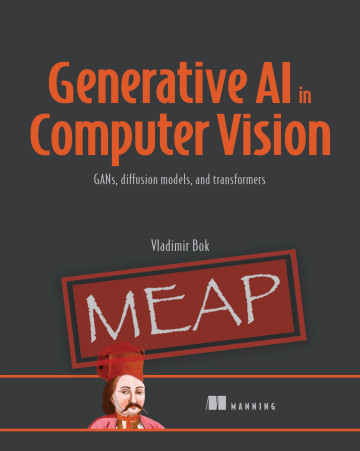 Generative AI in
Computer Vision
GANs, diffusion models, and transformers
Vladimir Bok
MEAP
MANNING